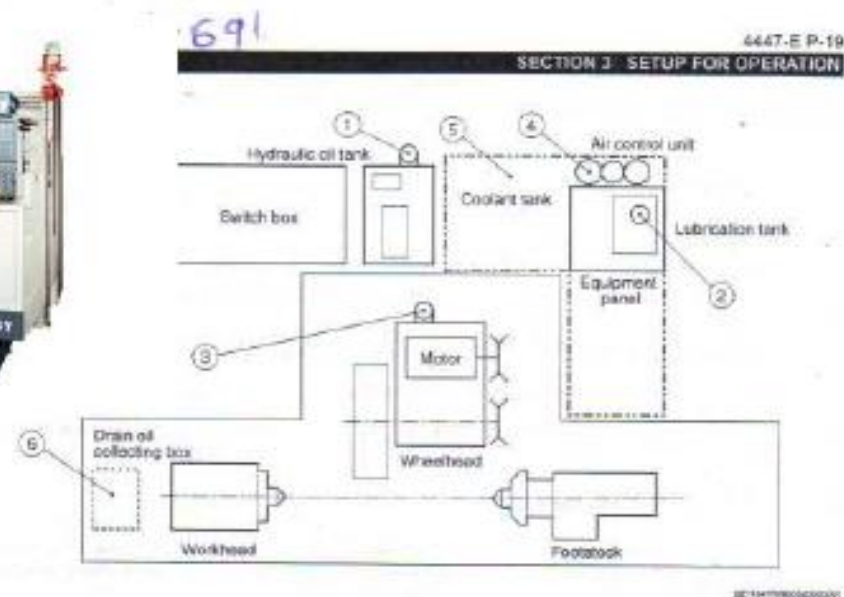 691
4447-E P-19
SECTION 3 SETUP FOR OPERATION
1
5
4
Air control unit
Hydraulic oil tank
Coolant tank
Switch box
Lubrication tank
Equipment
panel
2
3
Motor
6
Drain oil
collecting box
Wheelhead
Workhead
Footstock